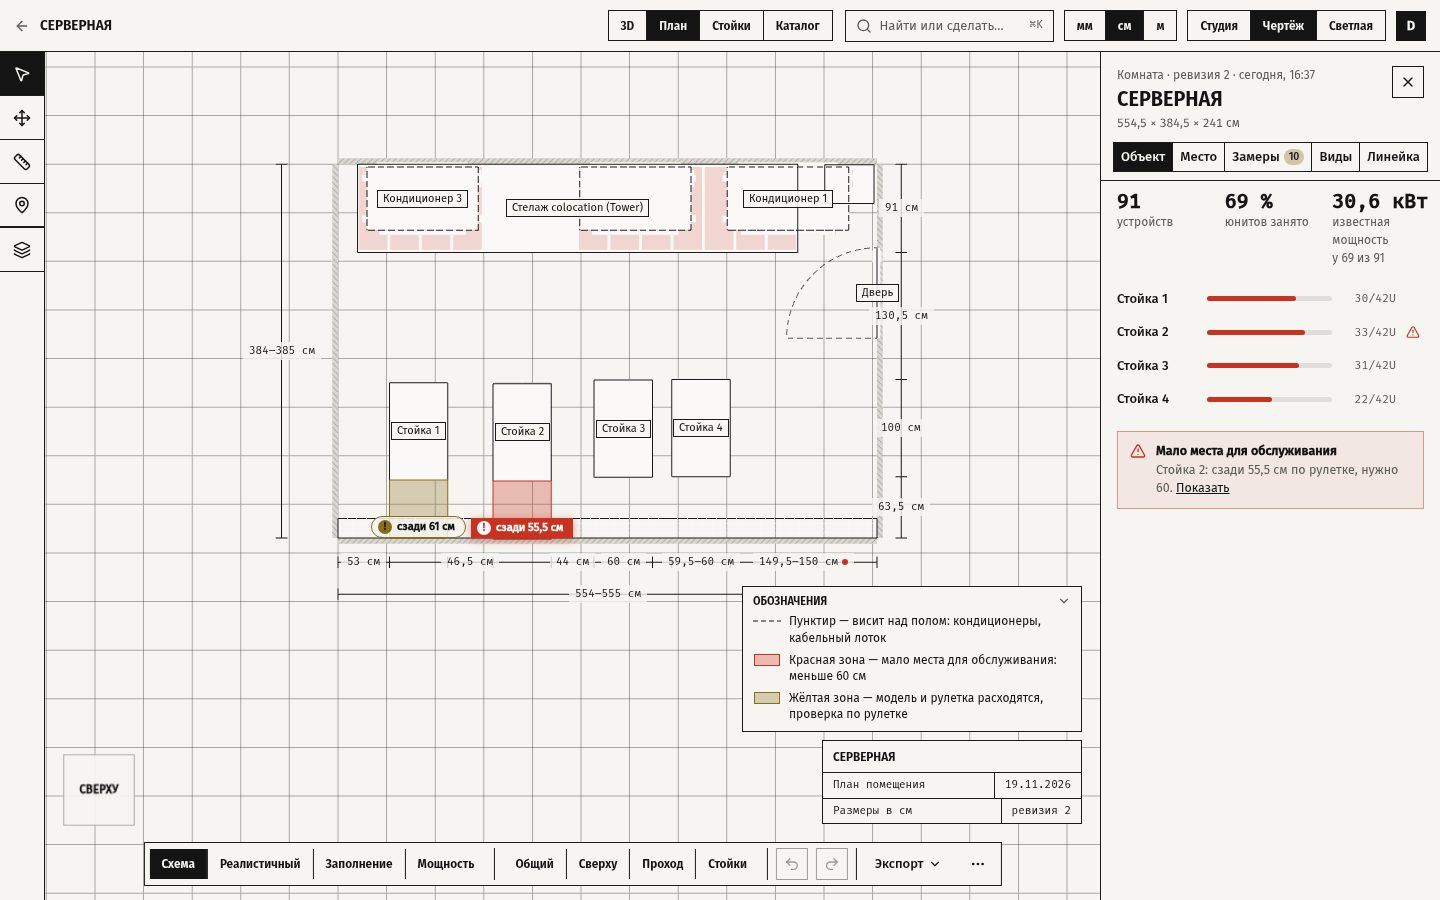 СЕРВЕРНАЯ
3D План Стойки Каталог
Найти или сделать... ⌘K
мм см м
Студия Чертёж Светлая
D
Комната · ревизия 2 · сегодня, 16:37
СЕРВЕРНАЯ
554,5 × 384,5 × 241 см
Объект Место Замеры 10 Виды Линейка
91
устройств
69 %
юнитов занято
30,6 кВт
известная
мощность
у 69 из 91
Стойка 1 30/42U
Стойка 2 33/42U
Стойка 3 31/42U
Стойка 4 22/42U
Мало места для обслуживания
Стойка 2: сзади 55,5 см по рулетке, нужно
60. Показать
Кондиционер 3
Стелаж colocation (Tower)
Кондиционер 1
91 см
Дверь
130,5 см
384–385 см
Стойка 1
Стойка 2
Стойка 3
Стойка 4
100 см
63,5 см
! сзади 61 см
! сзади 55,5 см
53 см 46,5 см 44 см 60 см 59,5–60 см 149,5–150 см
554–555 см
ОБОЗНАЧЕНИЯ
Пунктир — висит над полом: кондиционеры,
кабельный лоток
Красная зона — мало места для обслуживания:
меньше 60 см
Жёлтая зона — модель и рулетка расходятся,
проверка по рулетке
СЕРВЕРНАЯ
План помещения 19.11.2026
Размеры в см ревизия 2
СВЕРХУ
Схема Реалистичный Заполнение Мощность Общий Сверху Проход Стойки Экспорт